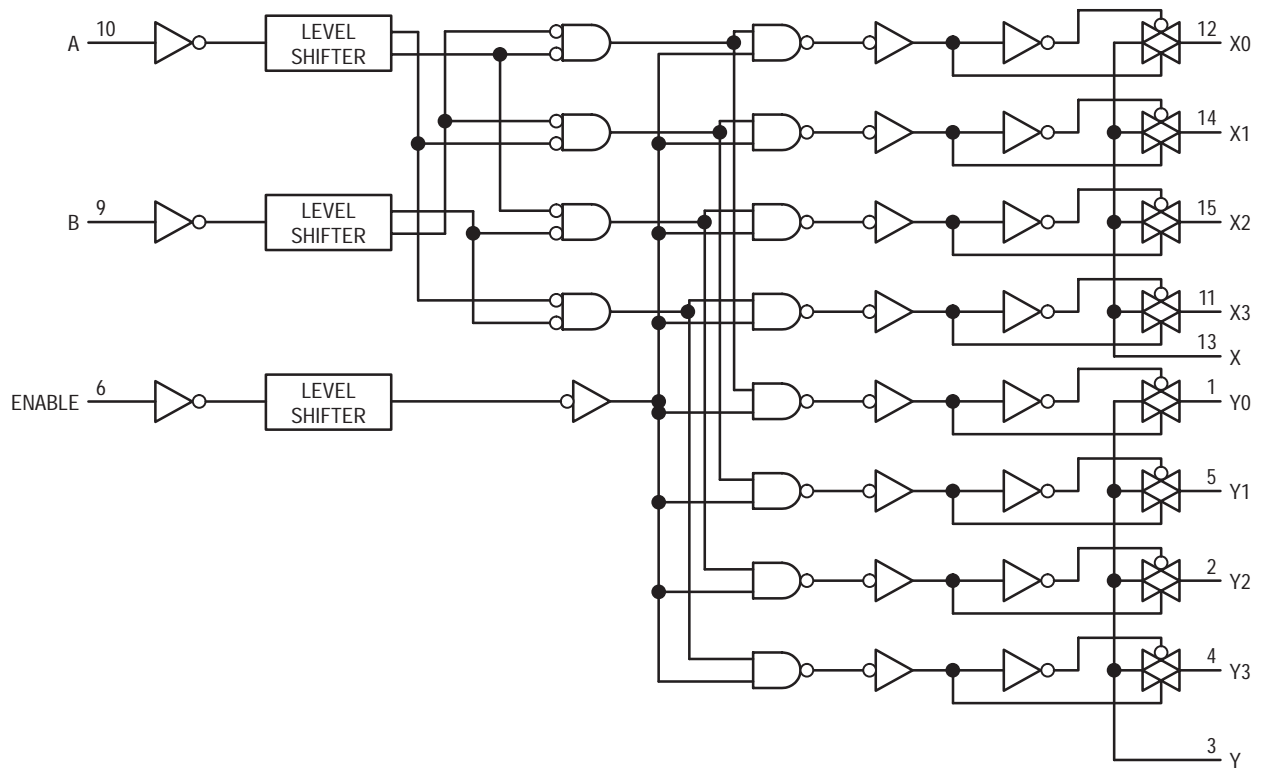 A 10 LEVEL SHIFTER 12 X0
14 X1
B 9 LEVEL SHIFTER 15 X2
11 X3
13 X
ENABLE 6 LEVEL SHIFTER 1 Y0
5 Y1
2 Y2
4 Y3
3 Y